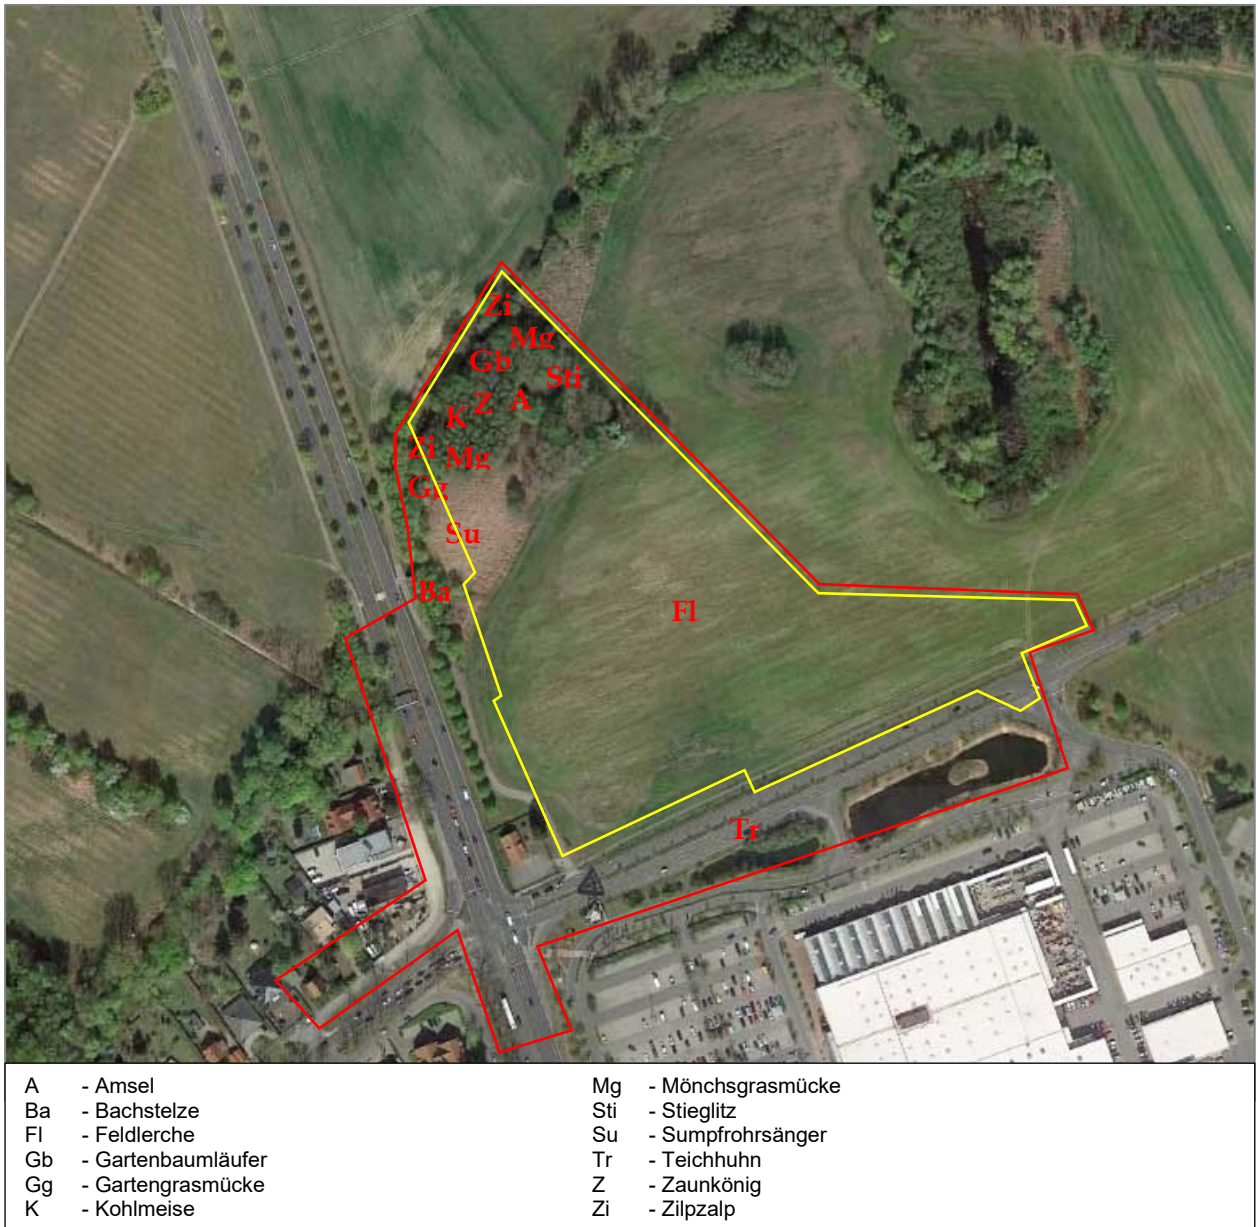 Zi
Mg
Gb
Sti
Z
A
K
Zi
Mg
Gg
Su
Ba
Fl
Tr
A - Amsel
Ba - Bachstelze
Fl - Feldlerche
Gb - Gartenbaumläufer
Gg - Gartengrasmücke
K - Kohlmeise
Mg - Mönchsgrasmücke
Sti - Stieglitz
Su - Sumpfrohrsänger
Tr - Teichhuhn
Z - Zaunkönig
Zi - Zilpzalp